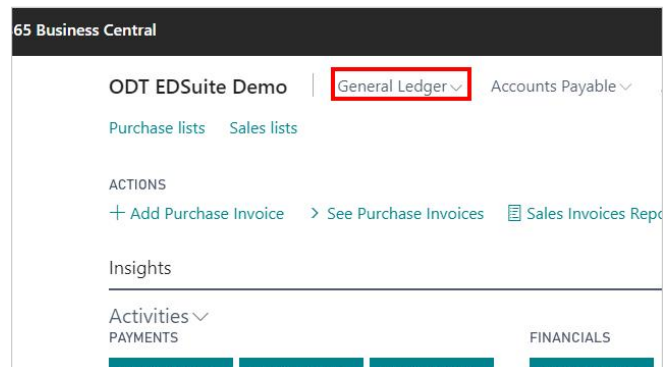 65 Business Central
ODT EDSuite Demo General Ledger Accounts Payable
Purchase lists Sales lists
ACTIONS
+ Add Purchase Invoice > See Purchase Invoices Sales Invoices Repo
Insights
Activities
PAYMENTS FINANCIALS